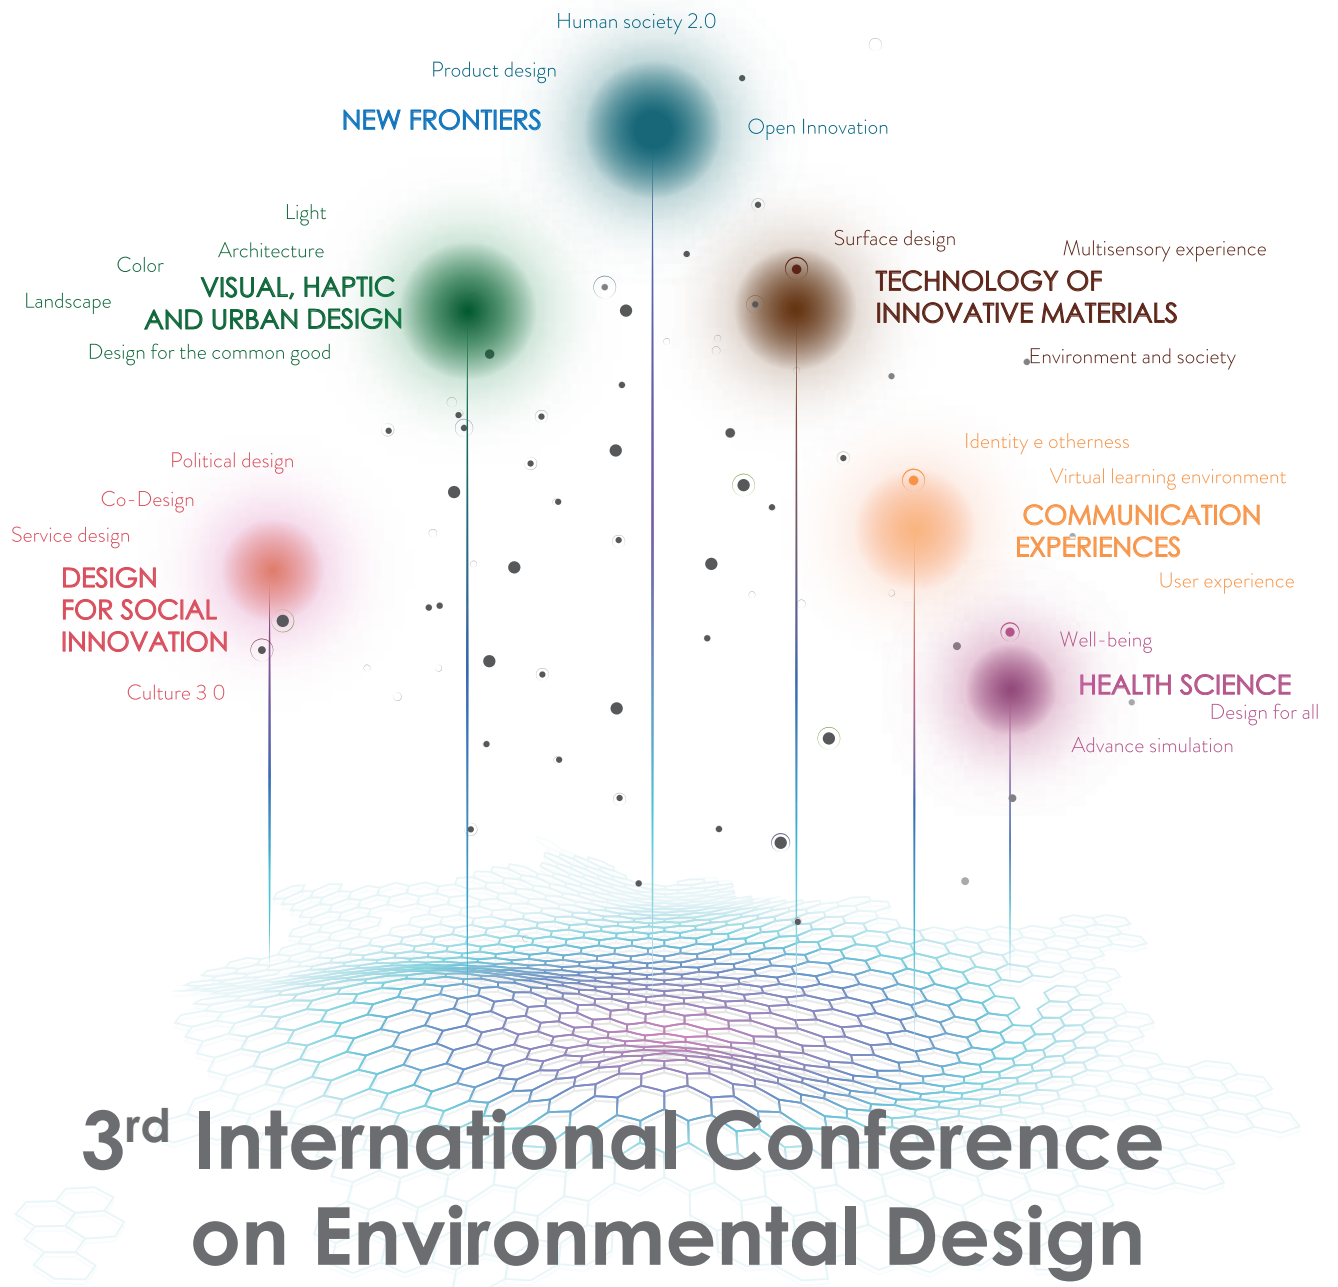 Human society 2.0
Product design
NEW FRONTIERS
Open Innovation
Light
Architecture
Color
VISUAL, HAPTIC
Landscape
AND URBAN DESIGN
Design for the common good
Surface design
Multisensory experience
TECHNOLOGY OF
INNOVATIVE MATERIALS
Environment and society
Political design
Co-Design
Service design
DESIGN
FOR SOCIAL
INNOVATION
Culture 3 0
Identity e otherness
Virtual learning environment
COMMUNICATION
EXPERIENCES
User experience
Well-being
HEALTH SCIENCE
Design for all
Advance simulation
3rd International Conference
on Environmental Design